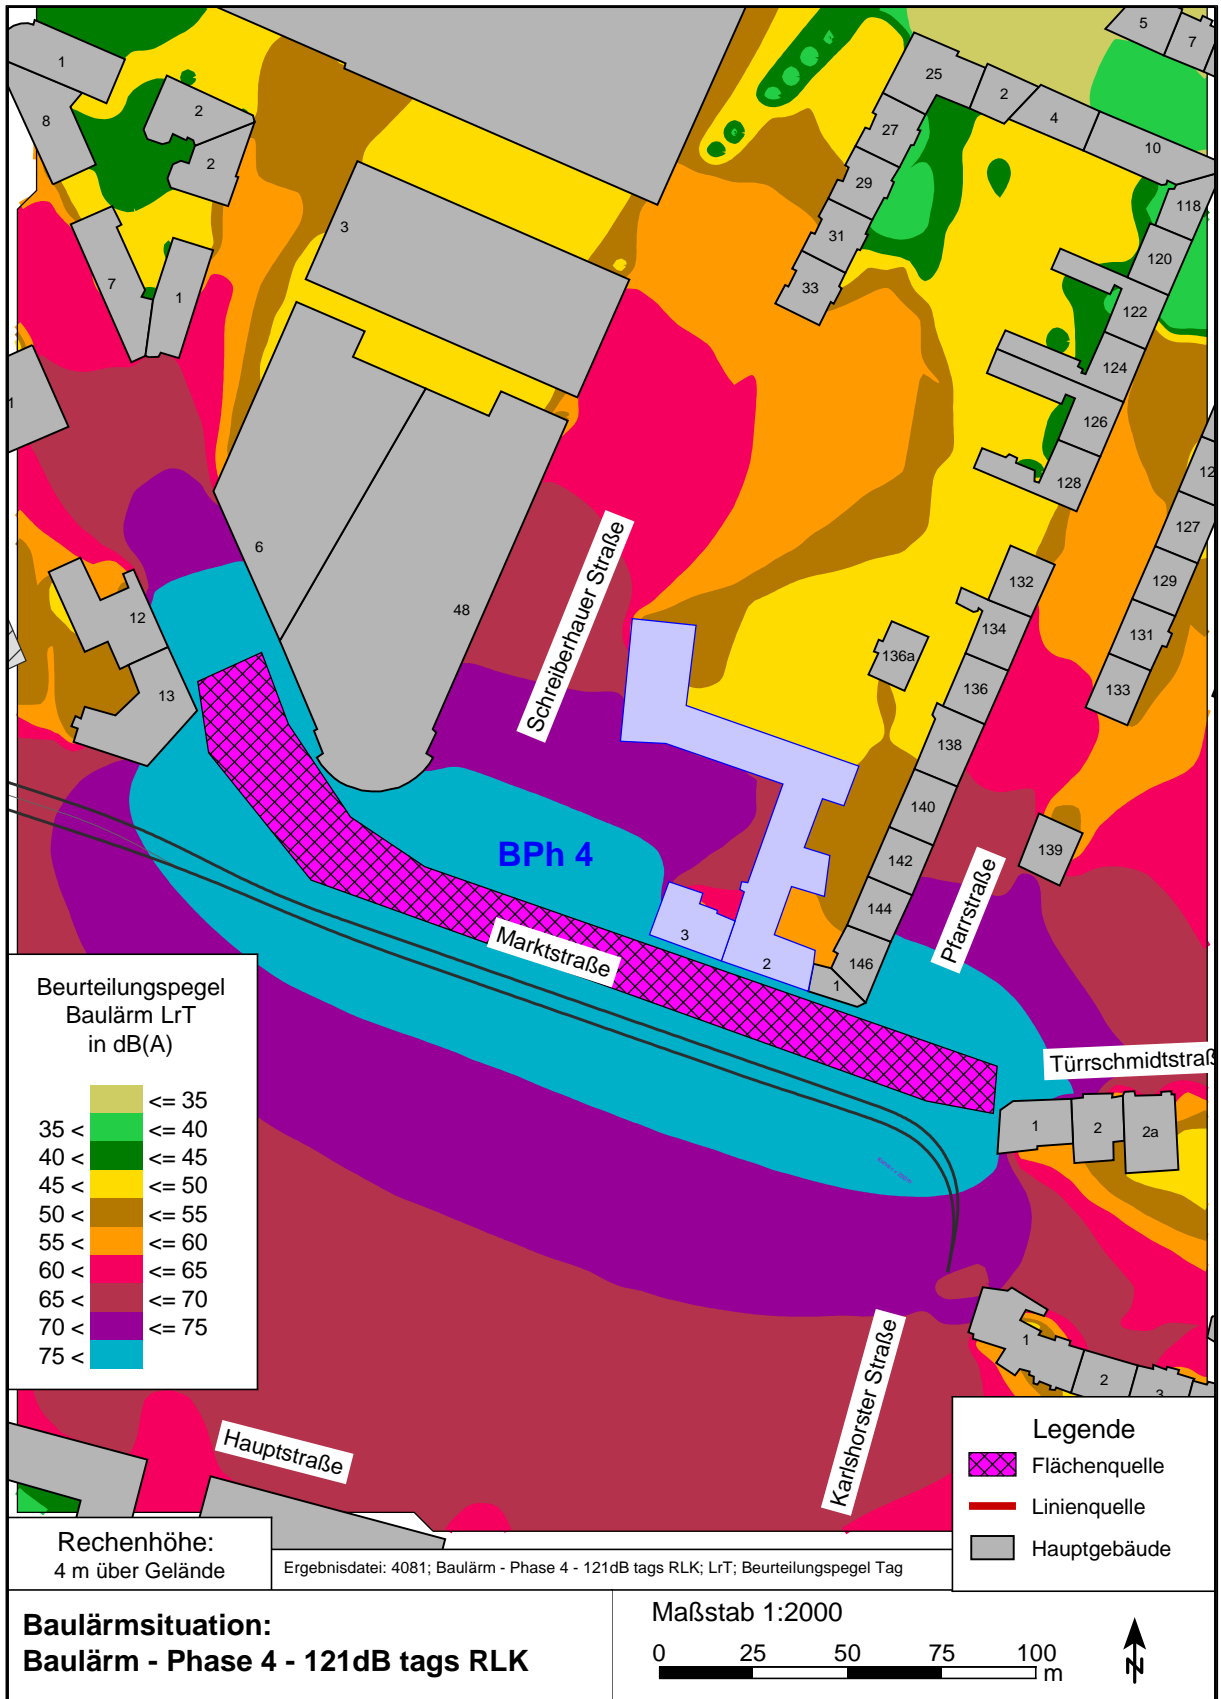 5
7
1
25
2
8
2
4
27
2
10
29
118
3
31
120
7
1
33
122
124
1
126
12
128
127
6
132
129
48
12
134
131
136a
13
136
133
Schreiberhauer Straße
138
140
BPh 4
142
139
144
3
Marktstraße
2
146
1
Pfarrstraße
Türrschmidtstraß
1
2
2a
Beurteilungspegel
Baulärm LrT
in dB(A)
<= 35
35 < <= 40
40 < <= 45
45 < <= 50
50 < <= 55
55 < <= 60
60 < <= 65
65 < <= 70
70 < <= 75
75 <
1
2
3
Karlshorster Straße
Hauptstraße
Legende
Flächenquelle
Linienquelle
Hauptgebäude
Rechenhöhe:
4 m über Gelände
Ergebnisdatei: 4081; Baulärm - Phase 4 - 121dB tags RLK; LrT; Beurteilungspegel Tag
Baulärmsituation:
Baulärm - Phase 4 - 121dB tags RLK
Maßstab 1:2000
0 25 50 75 100
m
N